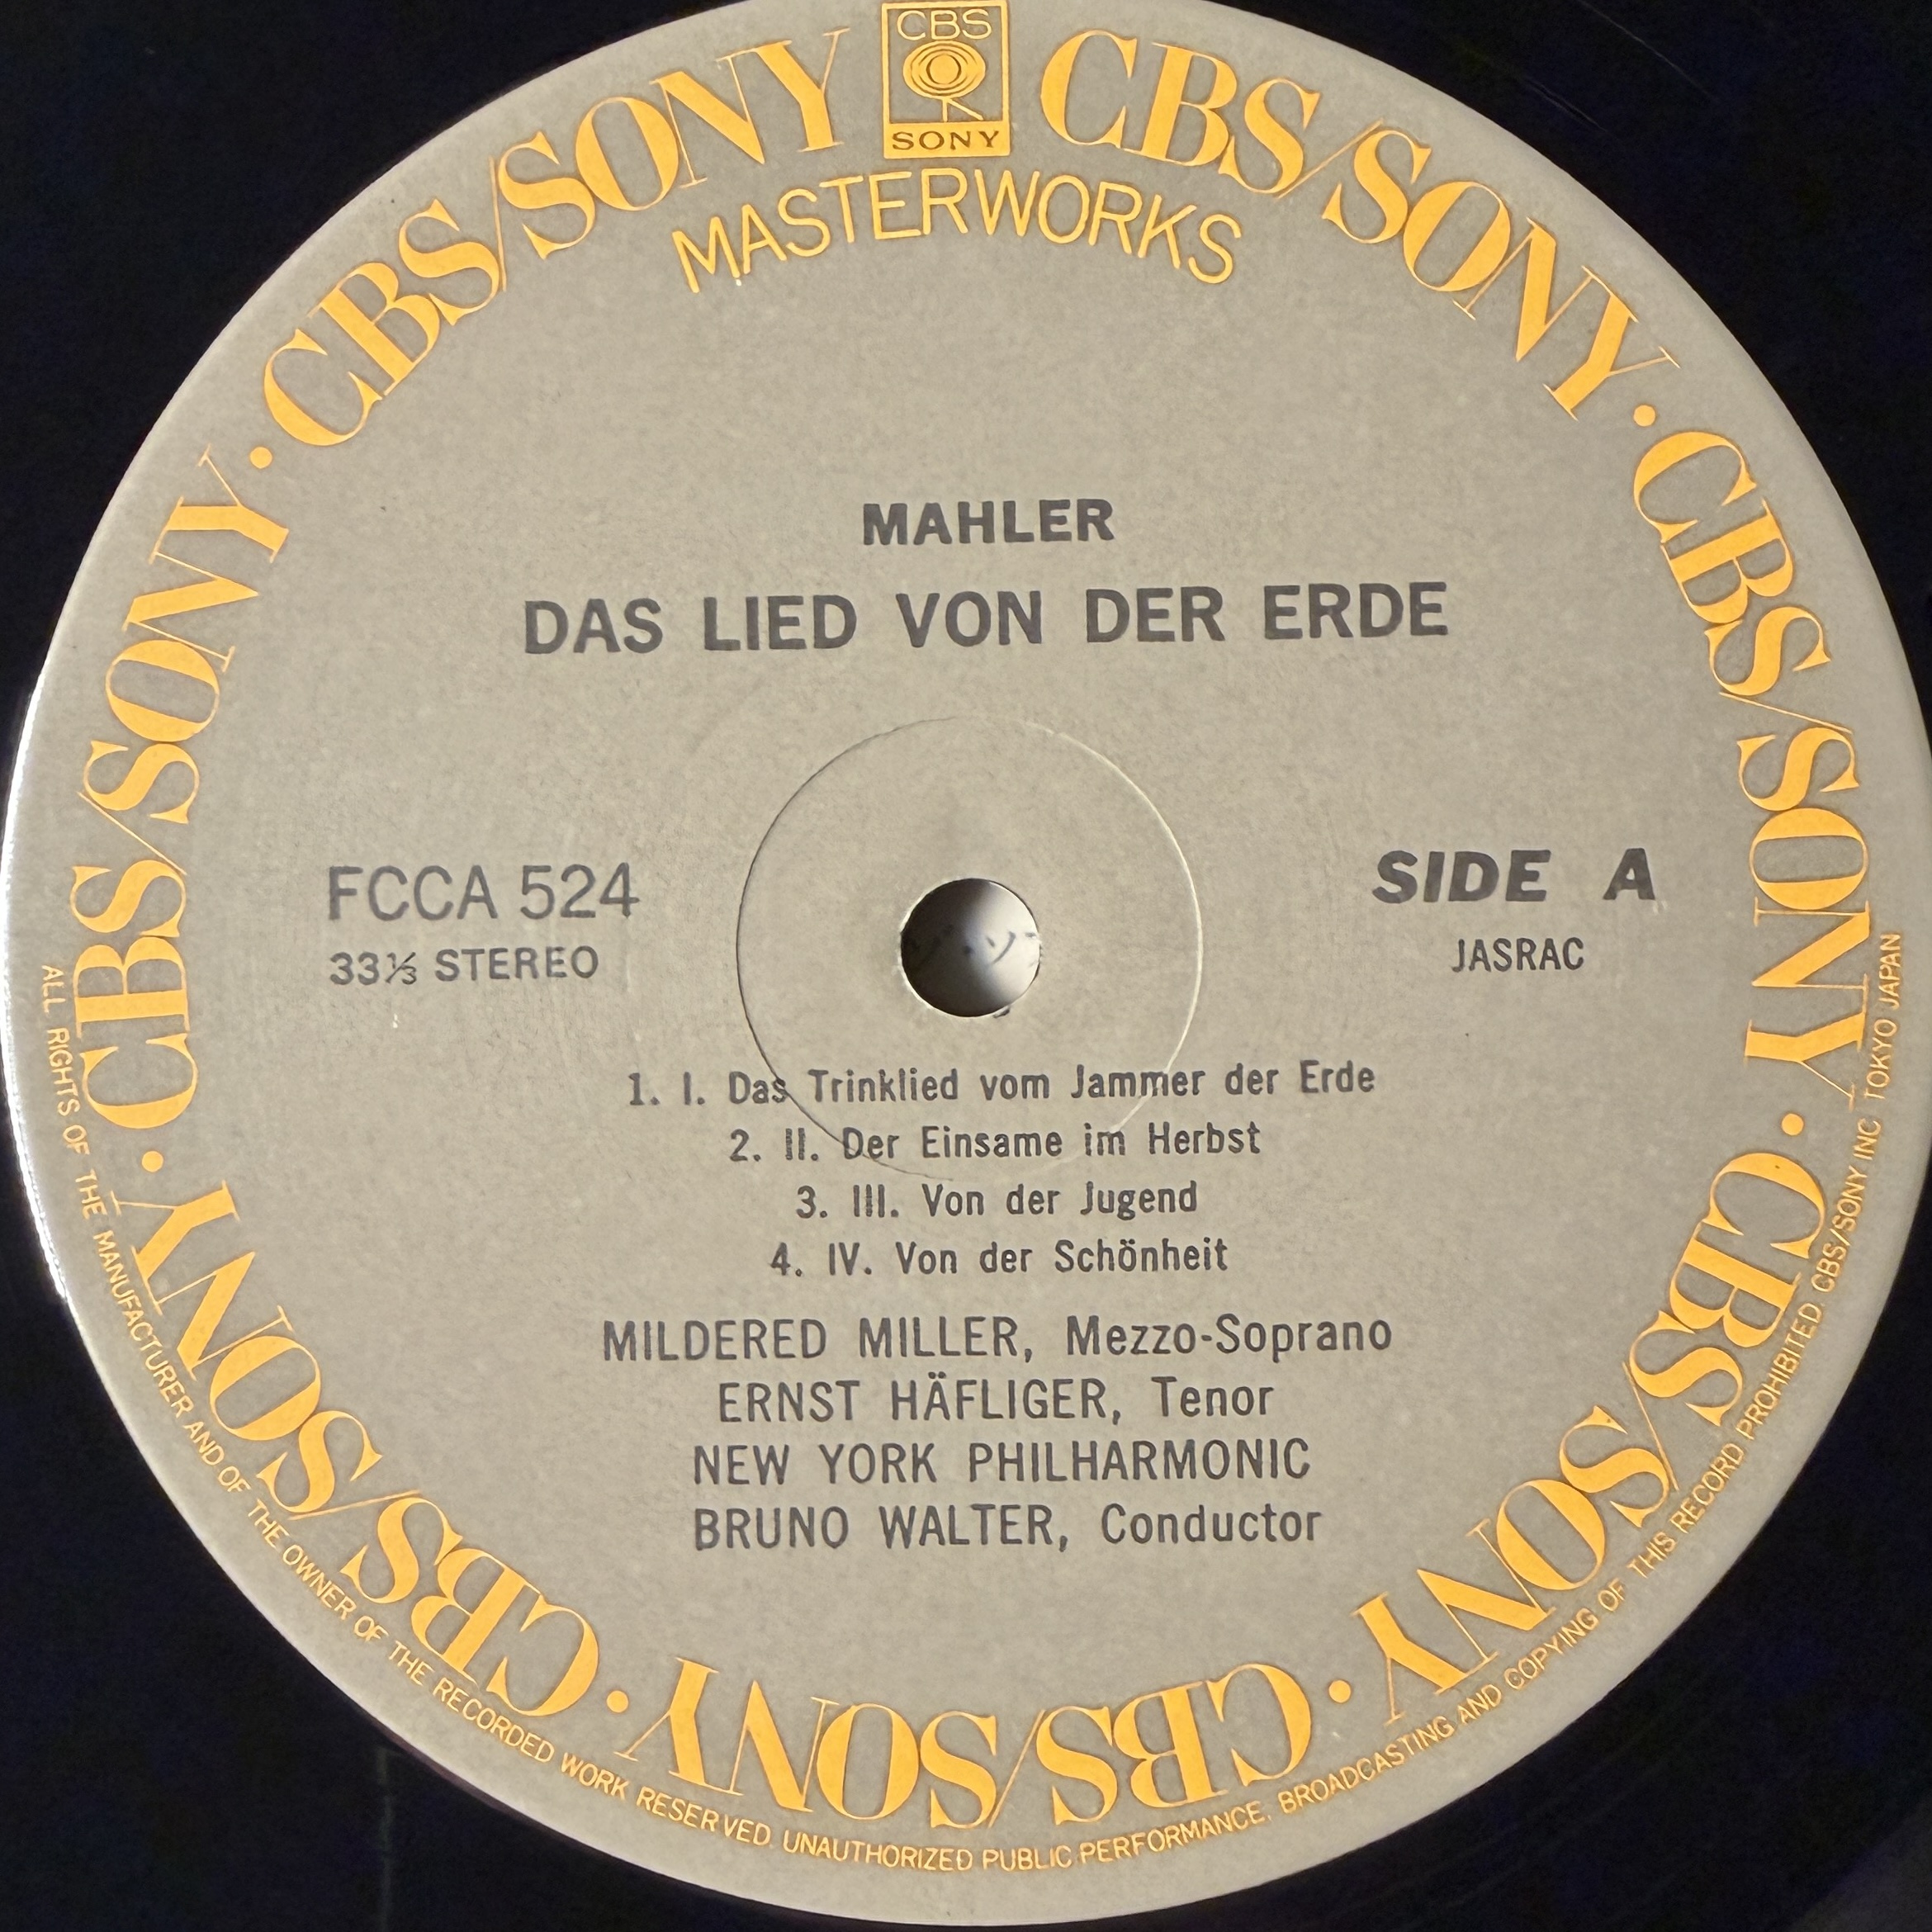 CBS
SONY
CBS/SONY · CBS/SONY · CBS/SONY · CBS/SONY · CBS/SONY · CBS/SONY · CBS/SONY · CBS/SONY
MASTERWORKS
MAHLER
DAS LIED VON DER ERDE
FCCA 524
33⅓ STEREO
SIDE A
JASRAC
1. I. Das Trinklied vom Jammer der Erde
2. II. Der Einsame im Herbst
3. III. Von der Jugend
4. IV. Von der Schönheit
MILDERED MILLER, Mezzo-Soprano
ERNST HÄFLIGER, Tenor
NEW YORK PHILHARMONIC
BRUNO WALTER, Conductor
ALL RIGHTS OF THE MANUFACTURER AND OF THE OWNER OF THE RECORDED WORK RESERVED. UNAUTHORIZED PUBLIC PERFORMANCE, BROADCASTING AND COPYING OF THIS RECORD PROHIBITED. CBS/SONY INC TOKYO JAPAN